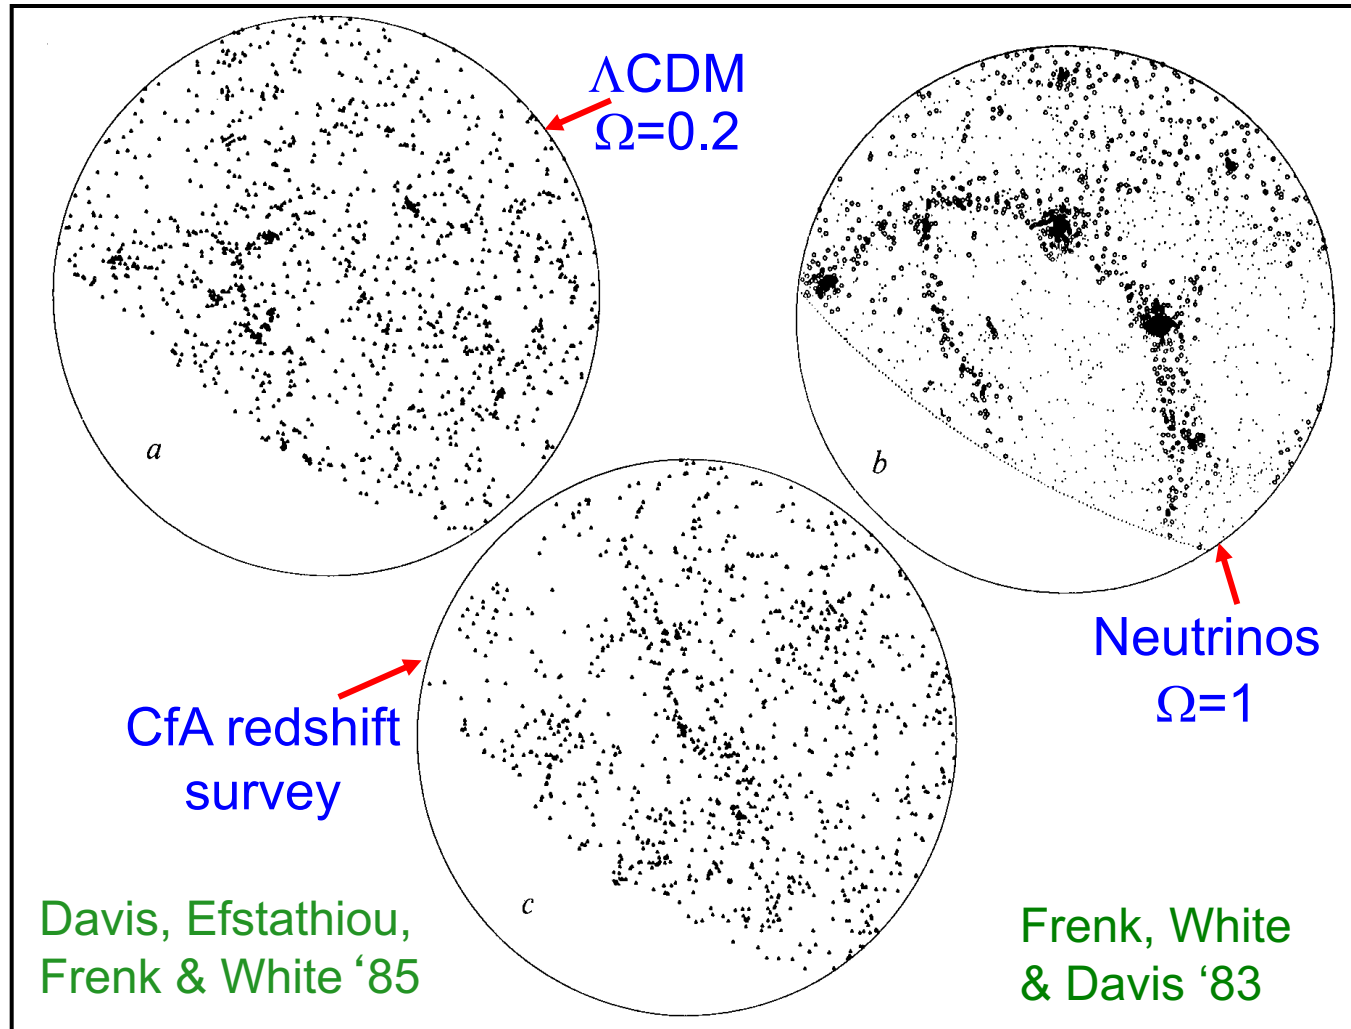 ΛCDM
Ω=0.2
a
b
Neutrinos
Ω=1
CfA redshift
survey
c
Davis, Efstathiou,
Frenk & White ‘85
Frenk, White
& Davis ‘83